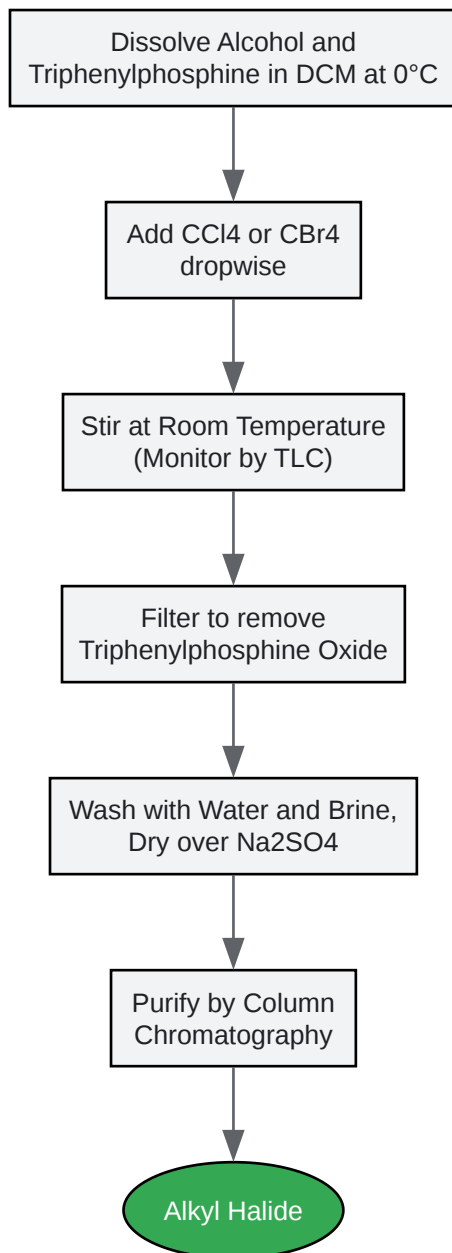 Dissolve Alcohol and
Triphenylphosphine in DCM at 0°C
Add CCl4 or CBr4
dropwise
Stir at Room Temperature
(Monitor by TLC)
Filter to remove
Triphenylphosphine Oxide
Wash with Water and Brine,
Dry over Na2SO4
Purify by Column
Chromatography
Alkyl Halide